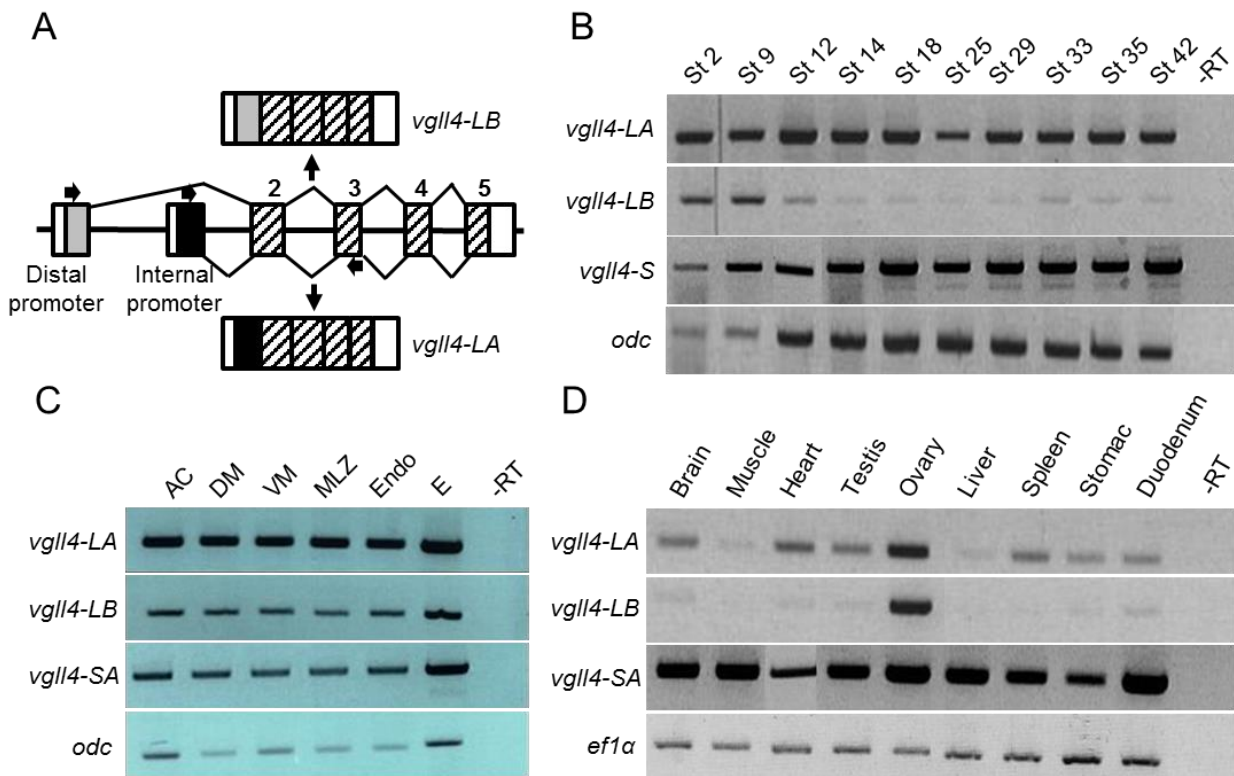 A
vgll4-LB
2 3 4 5
Distal promoter
Internal promoter
vgll4-LA
B
St 2 St 9 St 12 St 14 St 18 St 25 St 29 St 33 St 35 St 42 -RT
vgll4-LA
vgll4-LB
vgll4-S
odc
C
AC DM VM MLZ Endo E -RT
vgll4-LA
vgll4-LB
vgll4-SA
odc
D
Brain Muscle Heart Testis Ovary Liver Spleen Stomac Duodenum -RT
vgll4-LA
vgll4-LB
vgll4-SA
ef1α